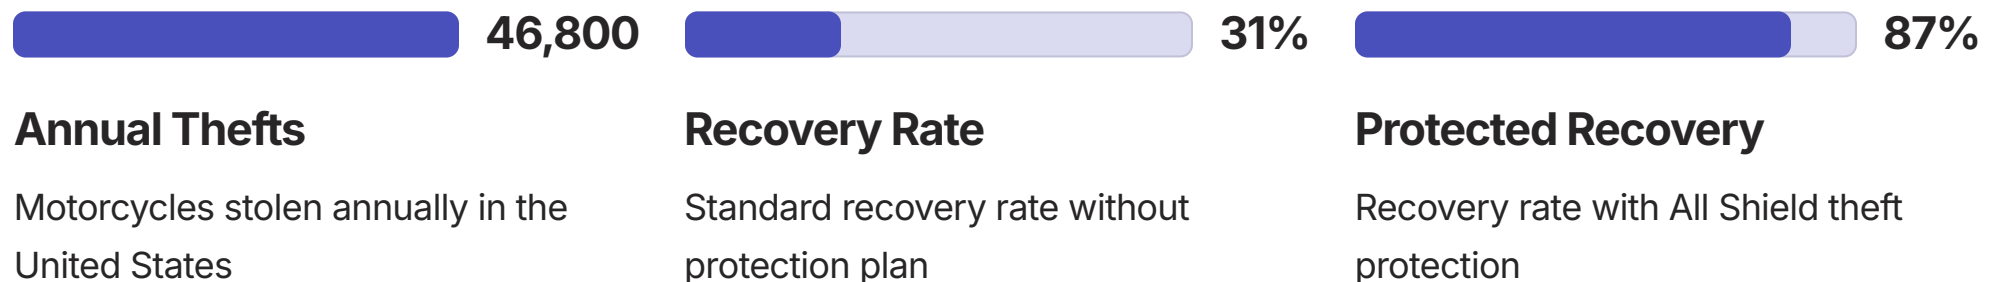 46,800
Annual Thefts
Motorcycles stolen annually in the
United States
31%
Recovery Rate
Standard recovery rate without
protection plan
87%
Protected Recovery
Recovery rate with All Shield theft
protection